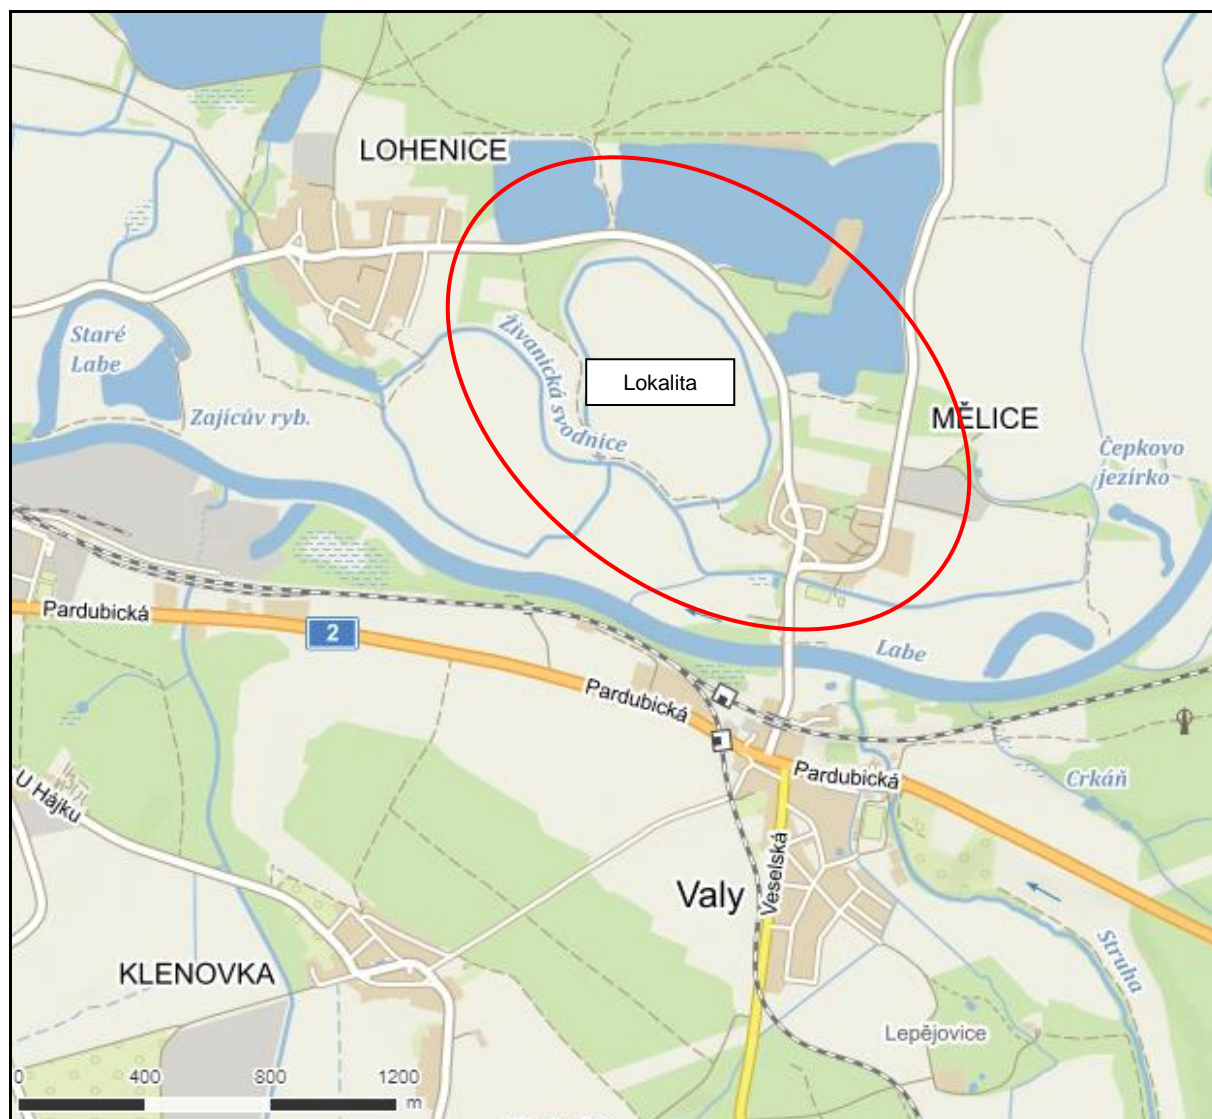 LOHENICE
Staré
Labe
Živanická svodnice
Lokalita
Zajícův ryb.
MĚLICE
Čepkovo
jezírko
Pardubická
2
Labe
Pardubická
Pardubická
Crkáň
U Hájku
Veselská
Valy
Struha
KLENOVKA
Lepějovice
0 400 800 1200
m